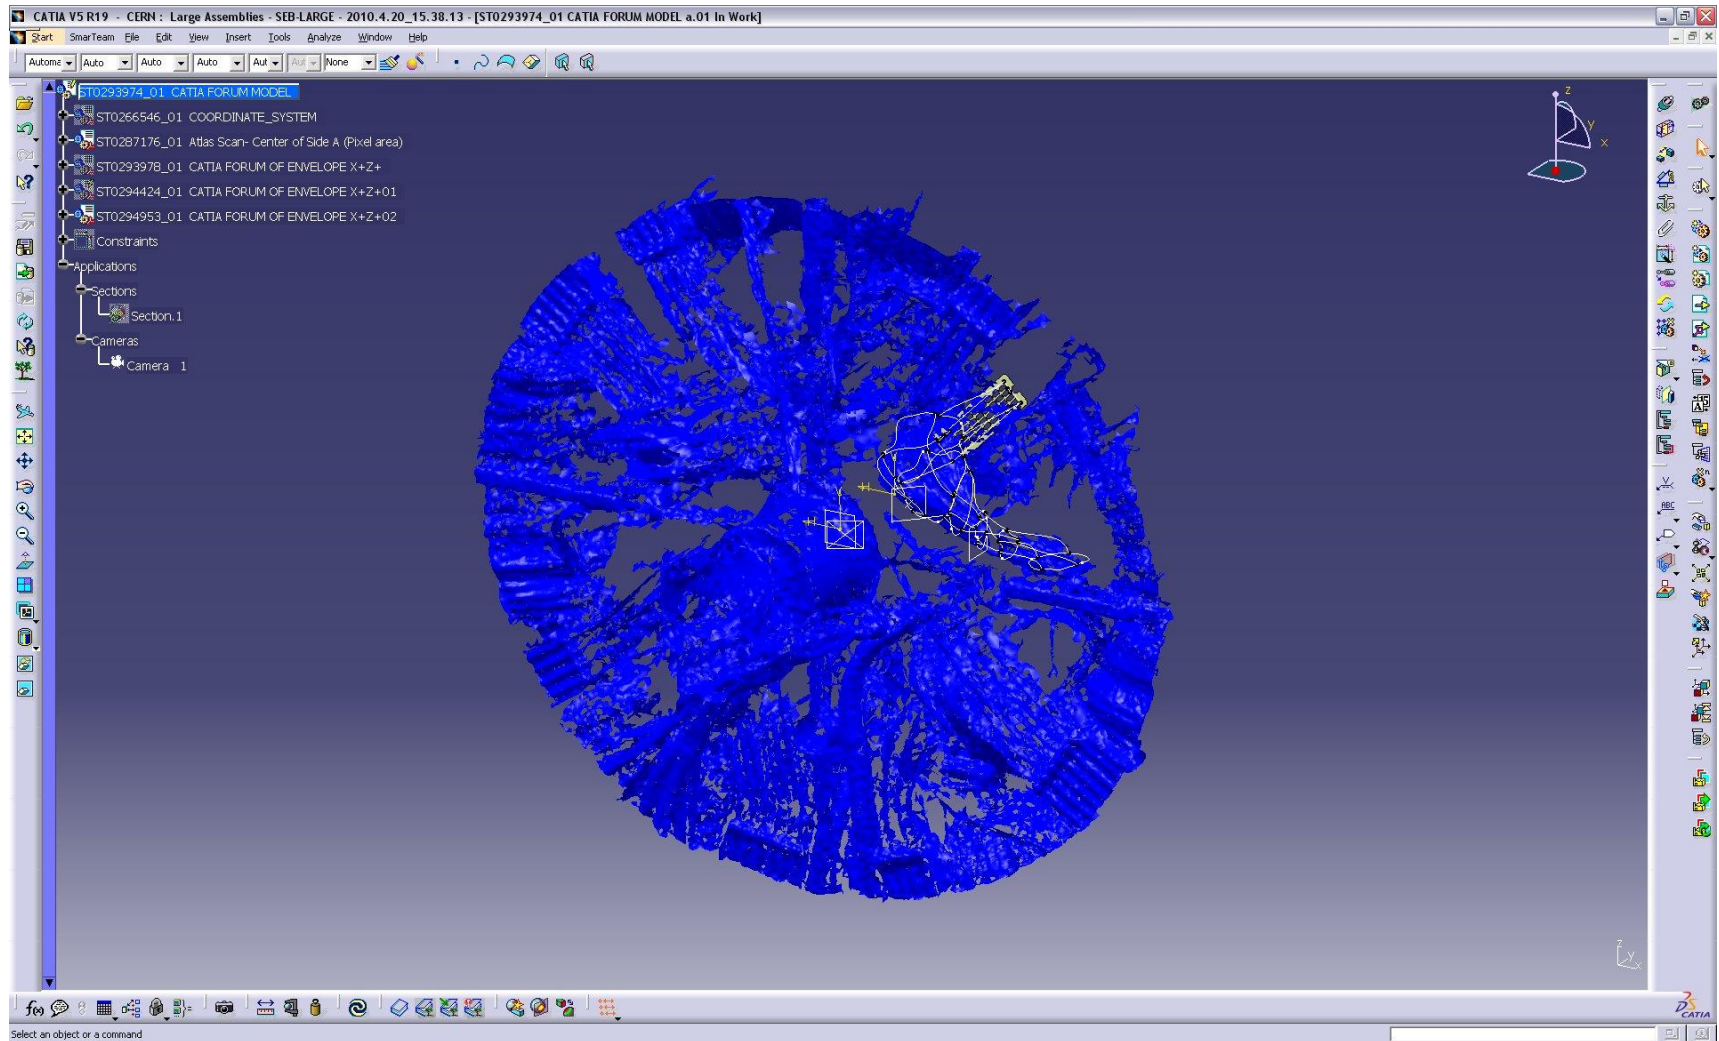 CATIA V5 R19 - CERN : Large Assemblies - SEB-LARGE - 2010.4.20_15.38.13 - [ST0293974_01 CATIA FORUM MODEL a.01 In Work]
Start SmarTeam File Edit View Insert Tools Analyze Window Help
Automa Auto Auto Auto Aut Aut None
ST0293974_01 CATIA FORUM MODEL
ST0266546_01 COORDINATE_SYSTEM
ST0287176_01 Atlas Scan- Center of Side A (Pixel area)
ST0293978_01 CATIA FORUM OF ENVELOPE X+Z+
ST0294424_01 CATIA FORUM OF ENVELOPE X+Z+01
ST0294953_01 CATIA FORUM OF ENVELOPE X+Z+02
Constraints
Applications
Sections
Section.1
Cameras
Camera 1
z
y
x
H
H
ABC
z
y
x
f(x)
CATIA
Select an object or a command